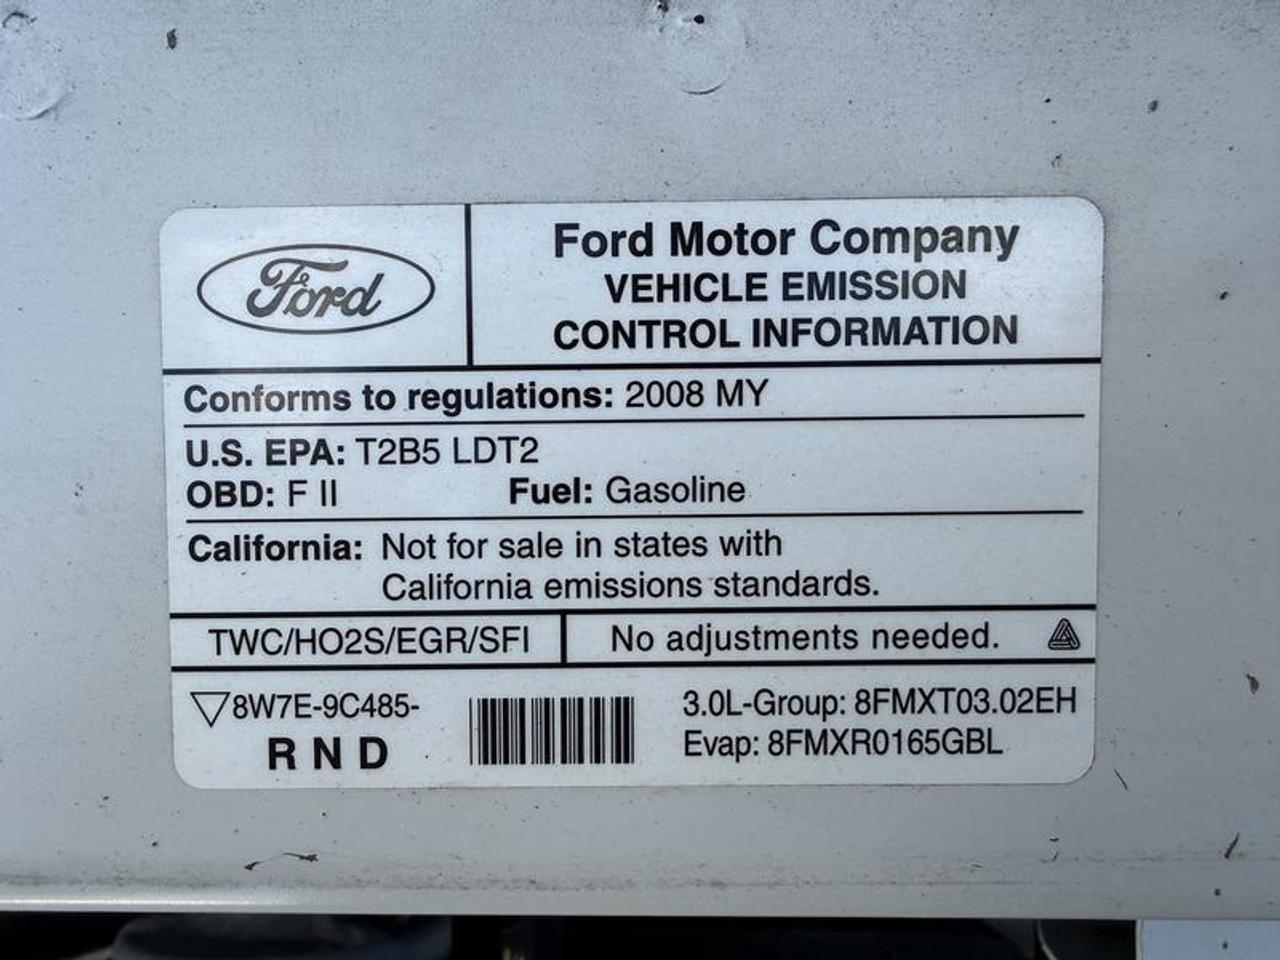 Ford
Ford Motor Company
VEHICLE EMISSION
CONTROL INFORMATION
Conforms to regulations: 2008 MY
U.S. EPA: T2B5 LDT2
OBD: F II Fuel: Gasoline
California: Not for sale in states with
California emissions standards.
TWC/HO2S/EGR/SFI No adjustments needed.
8W7E-9C485-
R N D
3.0L-Group: 8FMXT03.02EH
Evap: 8FMXR0165GBL